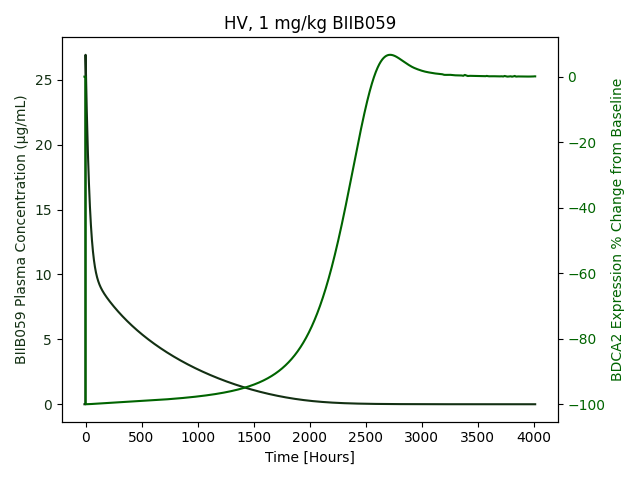 HV, 1 mg/kg BIIB059
BIIB059 Plasma Concentration (μg/mL)
25
20
15
10
5
0
0
−20
−40
−60
−80
−100
BDCA2 Expression % Change from Baseline
0 500 1000 1500 2000 2500 3000 3500 4000
Time [Hours]